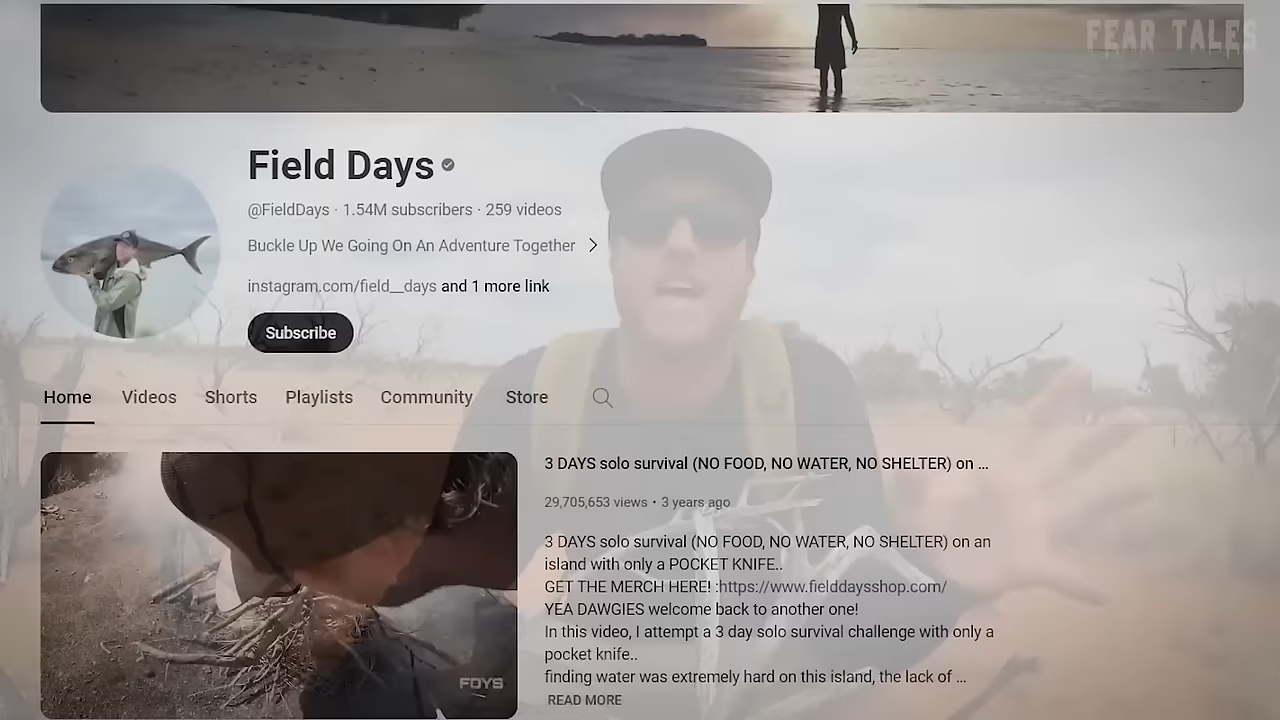 FEAR TALES
Field Days
@FieldDays · 1.54M subscribers · 259 videos
Buckle Up We Going On An Adventure Together
instagram.com/field__days and 1 more link
Subscribe
Home Videos Shorts Playlists Community Store
3 DAYS solo survival (NO FOOD, NO WATER, NO SHELTER) on ...
29,705,653 views • 3 years ago
3 DAYS solo survival (NO FOOD, NO WATER, NO SHELTER) on an
island with only a POCKET KNIFE..
GET THE MERCH HERE! :https://www.fielddaysshop.com/
YEA DAWGIES welcome back to another one!
In this video, I attempt a 3 day solo survival challenge with only a
pocket knife..
finding water was extremely hard on this island, the lack of ...
READ MORE
FDYS